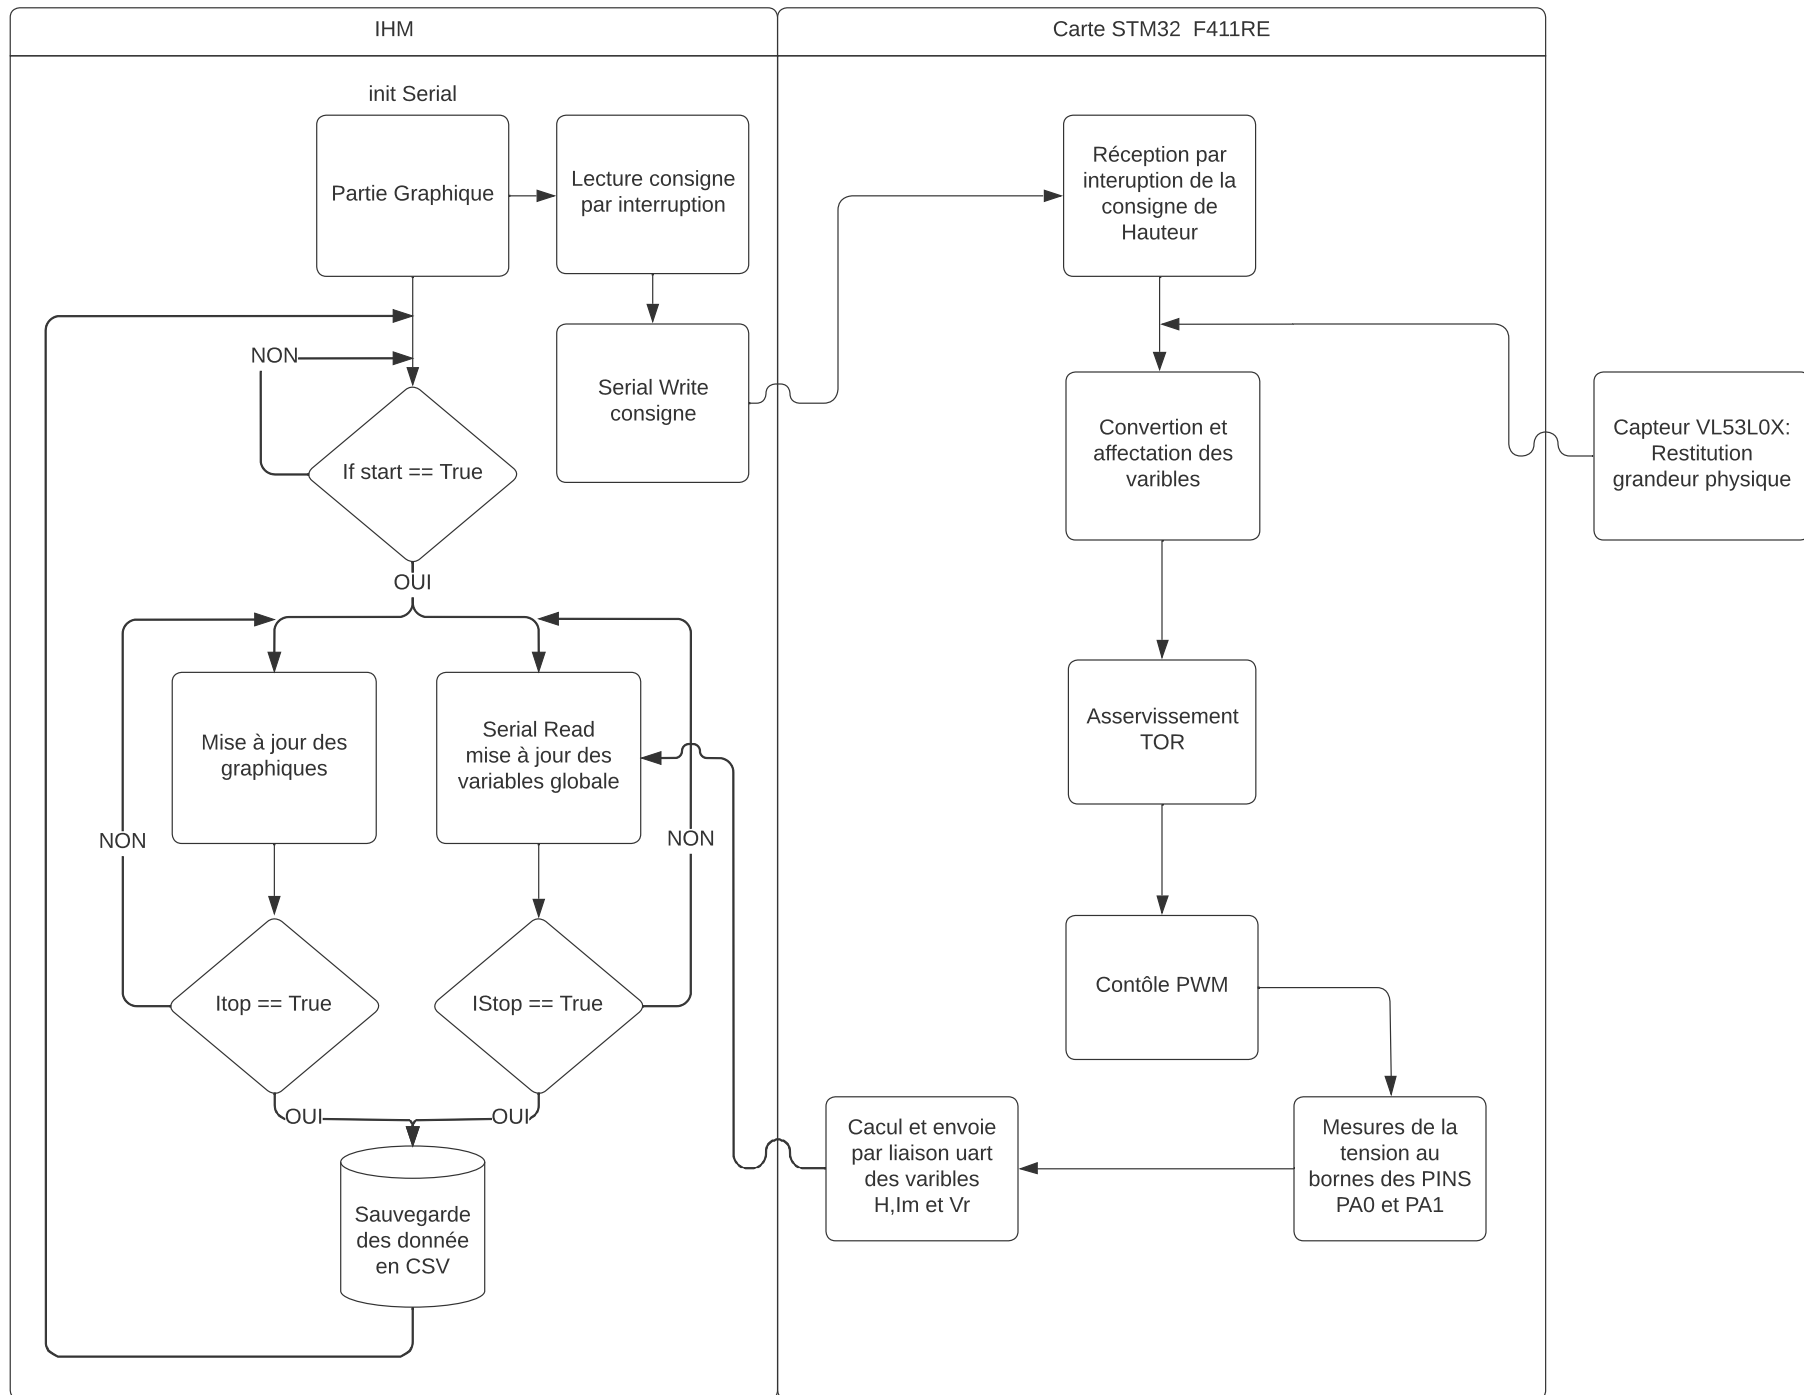 IHM
Carte STM32  F411RE
init Serial
Partie Graphique
Lecture consigne
par interruption
Réception par
interuption de la
consigne de
Hauteur
NON
Serial Write
consigne
If start == True
Convertion et
affectation des
varibles
Capteur VL53L0X:
Restitution
grandeur physique
OUI
Mise à jour des
graphiques
Serial Read
mise à jour des
variables globale
Asservissement
TOR
NON
NON
Itop == True
IStop == True
Contôle PWM
OUI
OUI
Cacul et envoie
par liaison uart
des varibles
H,Im et Vr
Mesures de la
tension au
bornes des PINS
PA0 et PA1
Sauvegarde
des donnée
en CSV